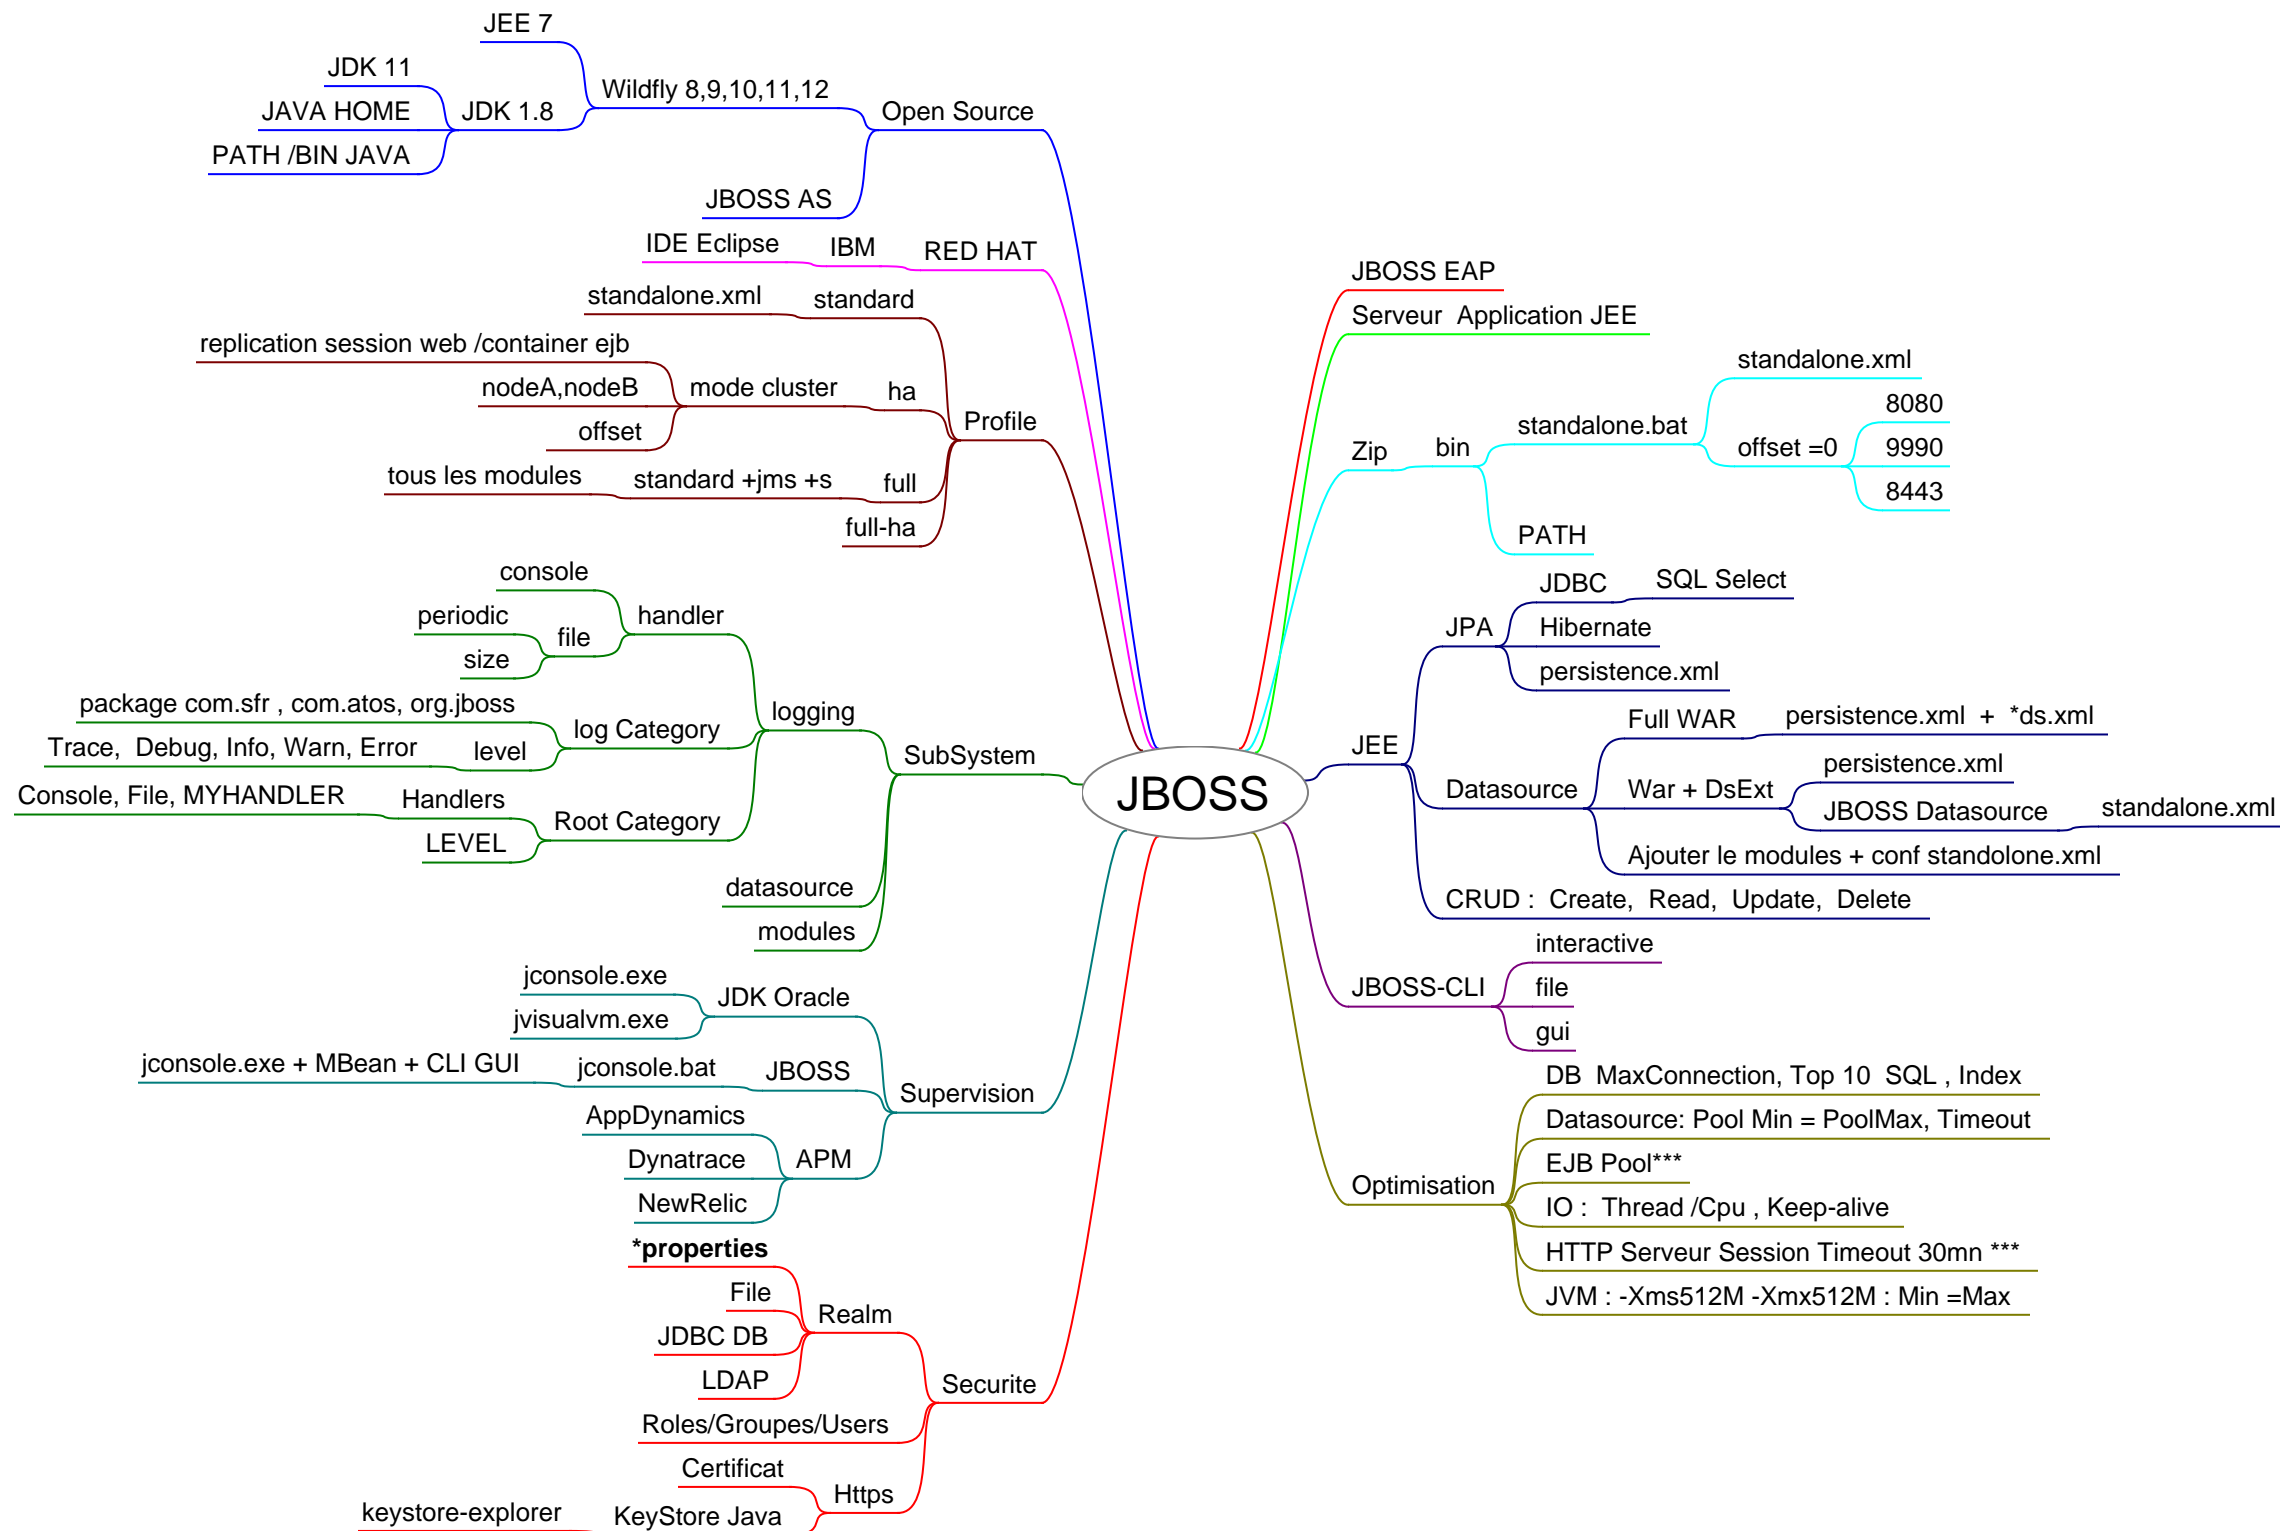 JEE 7
JDK 11
JAVA HOME
PATH /BIN JAVA
JDK 1.8
Wildfly 8,9,10,11,12
JBOSS AS
Open Source
IDE Eclipse
IBM
RED HAT
standalone.xml
standard
replication session web /container ejb
nodeA,nodeB
offset
mode cluster
ha
tous les modules
standard +jms +s
full
full-ha
Profile
console
periodic
size
file
handler
package com.sfr , com.atos, org.jboss
Trace,  Debug, Info, Warn, Error
level
log Category
Console, File, MYHANDLER
Handlers
LEVEL
Root Category
logging
datasource
modules
SubSystem
jconsole.exe
jvisualvm.exe
JDK Oracle
jconsole.exe + MBean + CLI GUI
jconsole.bat
JBOSS
AppDynamics
Dynatrace
NewRelic
APM
Supervision
*properties
File
JDBC DB
LDAP
Realm
Roles/Groupes/Users
Certificat
keystore-explorer
KeyStore Java
Https
Securite
JBOSS
JBOSS EAP
Serveur  Application JEE
Zip
bin
standalone.bat
standalone.xml
offset =0
8080
9990
8443
PATH
JEE
JPA
JDBC
SQL Select
Hibernate
persistence.xml
Datasource
Full WAR
persistence.xml  +  *ds.xml
War + DsExt
persistence.xml
JBOSS Datasource
standalone.xml
Ajouter le modules + conf standolone.xml
CRUD :  Create,  Read,  Update,  Delete
JBOSS-CLI
interactive
file
gui
Optimisation
DB  MaxConnection, Top 10  SQL , Index
Datasource: Pool Min = PoolMax, Timeout
EJB Pool***
IO :  Thread /Cpu , Keep-alive
HTTP Serveur Session Timeout 30mn ***
JVM : -Xms512M -Xmx512M : Min =Max